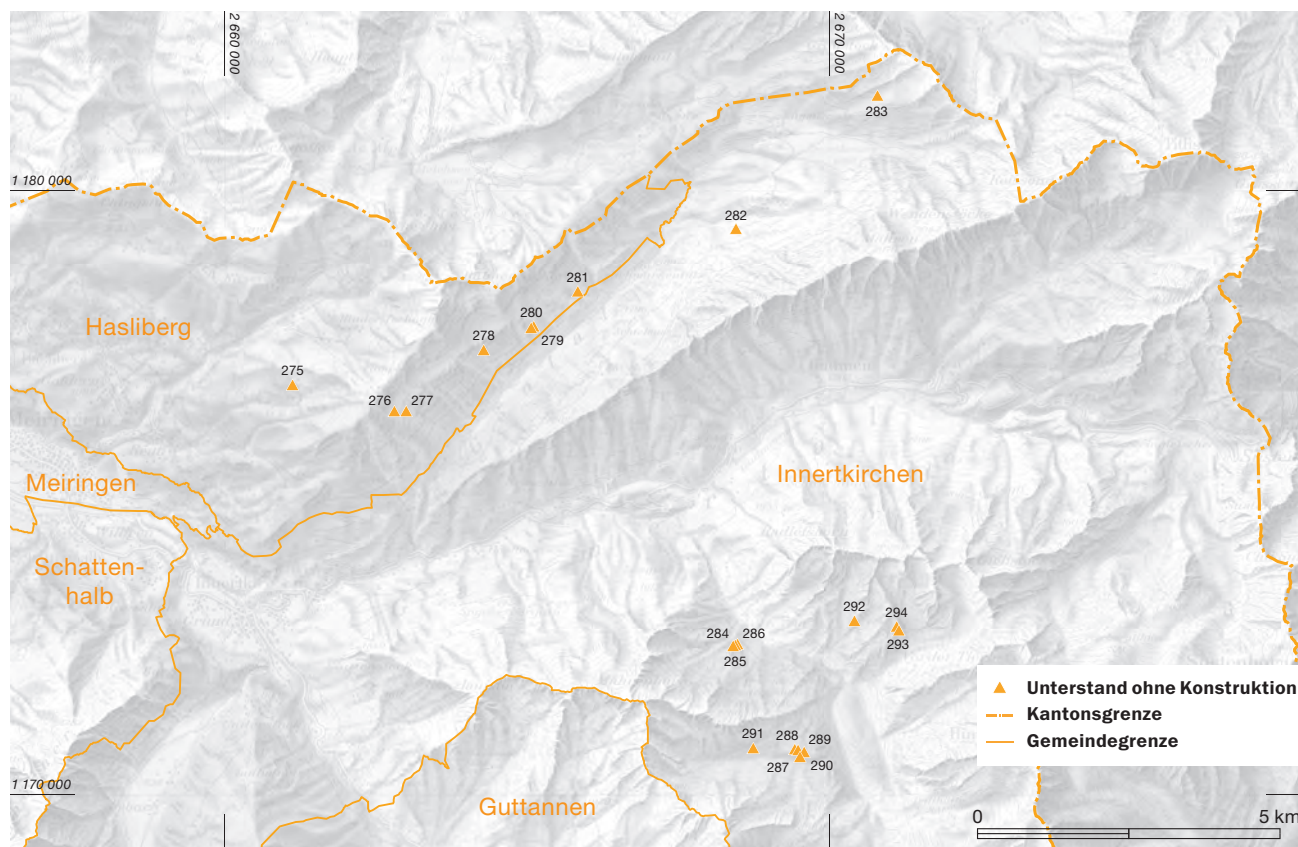 2 660 000
2 670 000
283
1 180 000
282
281
Hasliberg
280
279
278
275
276
277
Meiringen
Innertkirchen
Schatten-
halb
292
294
293
284
286
285
Unterstand ohne Konstruktion
Kantonsgrenze
Gemeindegrenze
291
288
289
287
290
1 170 000
Guttannen
0
5 km